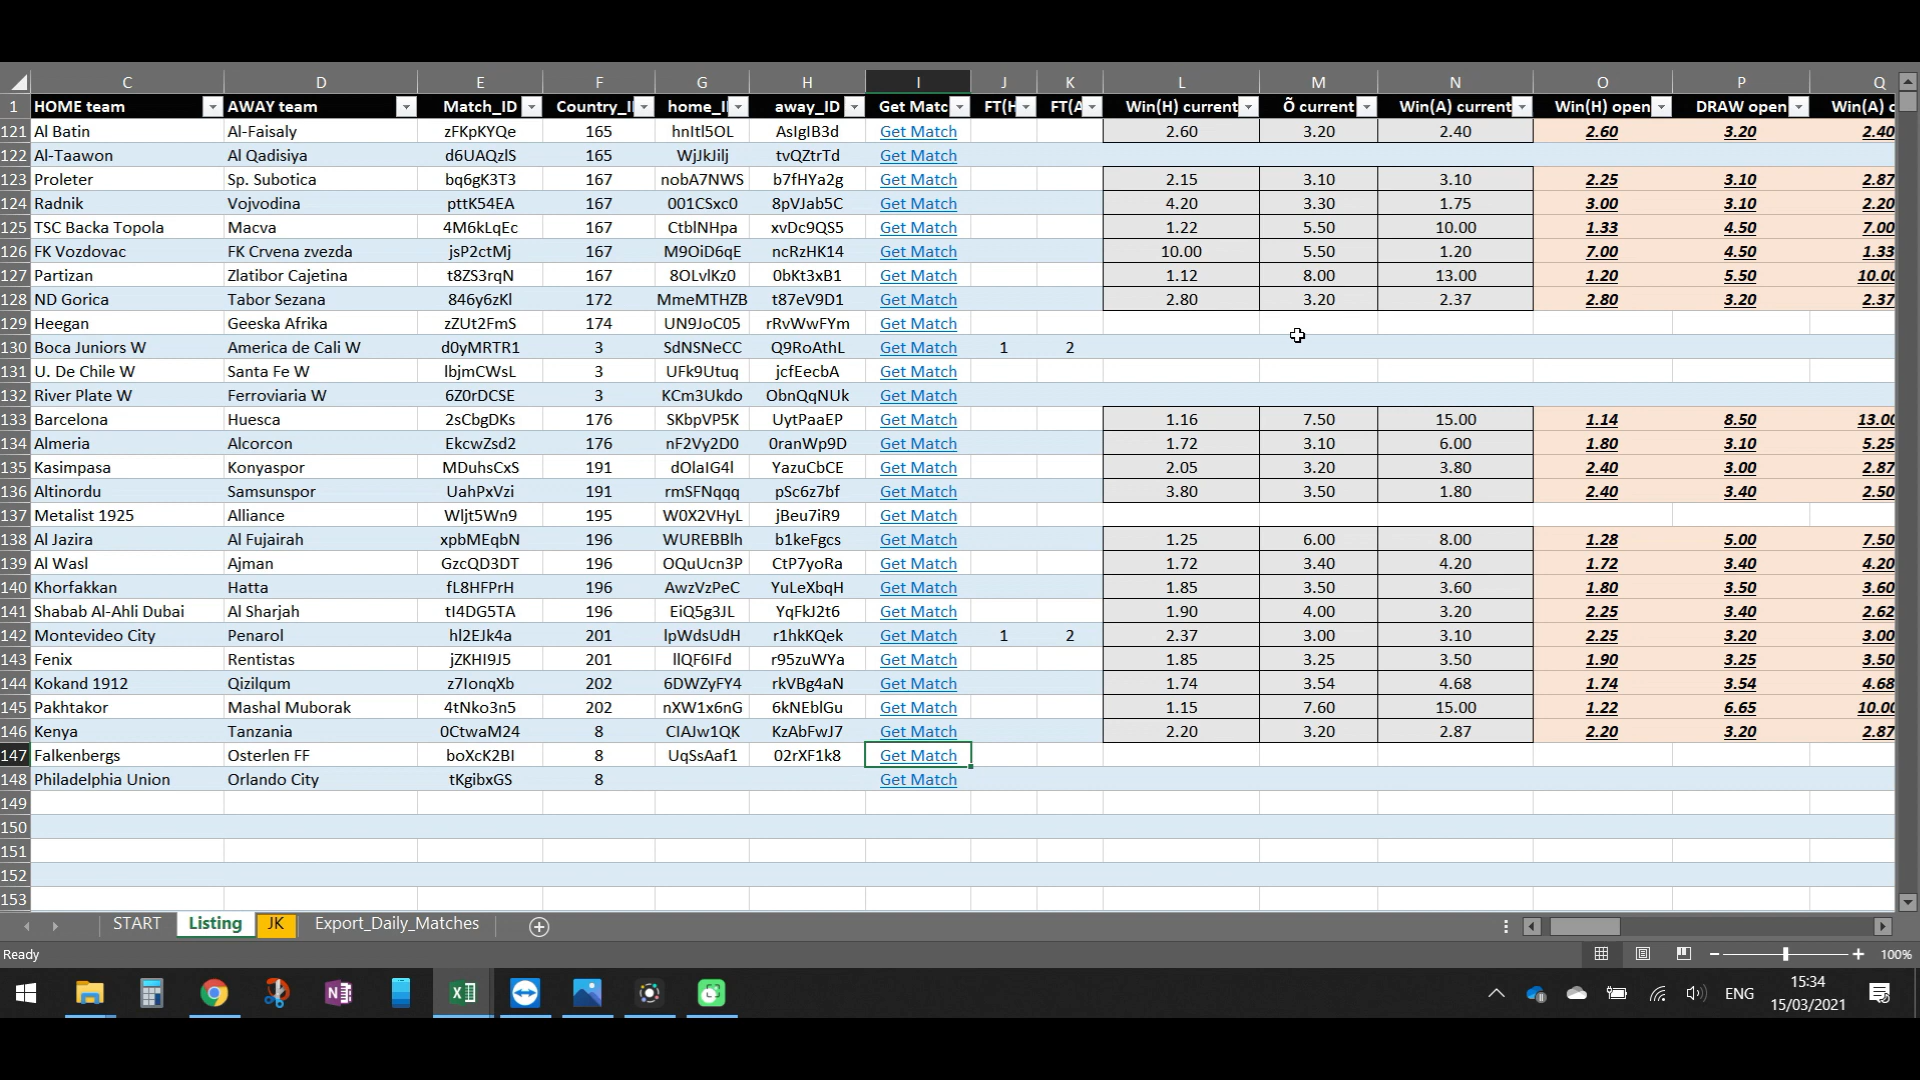 C D E F G H I J K L M N O P Q
1 HOME team AWAY team Match_ID Country_I home_I away_ID Get Matc FT(H FT(A Win(H) current Õ current Win(A) current Win(H) open DRAW open Win(A) o
121 Al Batin Al-Faisaly zFKpKYQe 165 hnItl5OL AsIgIB3d Get Match 2.60 3.20 2.40 2.60 3.20 2.40
122 Al-Taawon Al Qadisiya d6UAQzlS 165 WjJkJilj tvQZtrTd Get Match
123 Proleter Sp. Subotica bq6gK3T3 167 nobA7NWS b7fHYa2g Get Match 2.15 3.10 3.10 2.25 3.10 2.87
124 Radnik Vojvodina pttK54EA 167 001CSxc0 8pVJab5C Get Match 4.20 3.30 1.75 3.00 3.10 2.20
125 TSC Backa Topola Macva 4M6kLqEc 167 CtblNHpa xvDc9QS5 Get Match 1.22 5.50 10.00 1.33 4.50 7.00
126 FK Vozdovac FK Crvena zvezda jsP2ctMj 167 M9OiD6qE ncRzHK14 Get Match 10.00 5.50 1.20 7.00 4.50 1.33
127 Partizan Zlatibor Cajetina t8ZS3rqN 167 8OLvlKz0 0bKt3xB1 Get Match 1.12 8.00 13.00 1.20 5.50 10.00
128 ND Gorica Tabor Sezana 846y6zKl 172 MmeMTHZB t87eV9D1 Get Match 2.80 3.20 2.37 2.80 3.20 2.37
129 Heegan Geeska Afrika zZUt2FmS 174 UN9JoC05 rRvWwFYm Get Match
130 Boca Juniors W America de Cali W d0yMRTR1 3 SdNSNeCC Q9RoAthL Get Match 1 2
131 U. De Chile W Santa Fe W lbjmCWsL 3 UFk9Utuq jcfEecbA Get Match
132 River Plate W Ferroviaria W 6Z0rDCSE 3 KCm3Ukdo ObnQqNUk Get Match
133 Barcelona Huesca 2sCbgDKs 176 SKbpVP5K UytPaaEP Get Match 1.16 7.50 15.00 1.14 8.50 13.00
134 Almeria Alcorcon EkcwZsd2 176 nF2Vy2D0 0ranWp9D Get Match 1.72 3.10 6.00 1.80 3.10 5.25
135 Kasimpasa Konyaspor MDuhsCxS 191 dOlaIG4l YazuCbCE Get Match 2.05 3.20 3.80 2.40 3.00 2.87
136 Altinordu Samsunspor UahPxVzi 191 rmSFNqqq pSc6z7bf Get Match 3.80 3.50 1.80 2.40 3.40 2.50
137 Metalist 1925 Alliance Wljt5Wn9 195 W0X2VHyL jBeu7iR9 Get Match
138 Al Jazira Al Fujairah xpbMEqbN 196 WUREBBlh b1keFgcs Get Match 1.25 6.00 8.00 1.28 5.00 7.50
139 Al Wasl Ajman GzcQD3DT 196 OQuUcn3P CtP7yoRa Get Match 1.72 3.40 4.20 1.72 3.40 4.20
140 Khorfakkan Hatta fL8HFPrH 196 AwzVzPeC YuLeXbqH Get Match 1.85 3.50 3.60 1.80 3.50 3.60
141 Shabab Al-Ahli Dubai Al Sharjah tI4DG5TA 196 EiQ5g3JL YqFkJ2t6 Get Match 1.90 4.00 3.20 2.25 3.40 2.62
142 Montevideo City Penarol hl2EJk4a 201 lpWdsUdH r1hkKQek Get Match 1 2 2.37 3.00 3.10 2.25 3.20 3.00
143 Fenix Rentistas jZKHI9J5 201 llQF6IFd r95zuWYa Get Match 1.85 3.25 3.50 1.90 3.25 3.50
144 Kokand 1912 Qizilqum z7IonqXb 202 6DWZyFY4 rkVBg4aN Get Match 1.74 3.54 4.68 1.74 3.54 4.68
145 Pakhtakor Mashal Muborak 4tNko3n5 202 nXW1x6nG 6kNEblGu Get Match 1.15 7.60 15.00 1.22 6.65 10.00
146 Kenya Tanzania 0CtwaM24 8 CIAJw1QK KzAbFwJ7 Get Match 2.20 3.20 2.87 2.20 3.20 2.87
147 Falkenbergs Osterlen FF boXcK2BI 8 UqSsAaf1 02rXF1k8 Get Match
148 Philadelphia Union Orlando City tKgibxGS 8 Get Match
149
150
151
152
153
START Listing JK Export_Daily_Matches
Ready 100%
ENG 15:34
15/03/2021